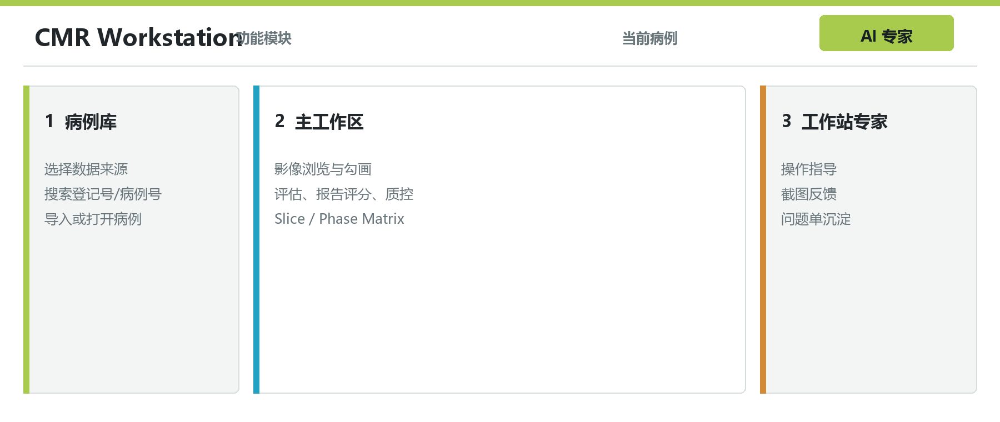 CMR Workstation
功能模块
当前病例
AI 专家
1 病例库
选择数据来源
搜索登记号/病例号
导入或打开病例
2 主工作区
影像浏览与勾画
评估、报告评分、质控
Slice / Phase Matrix
3 工作站专家
操作指导
截图反馈
问题单沉淀